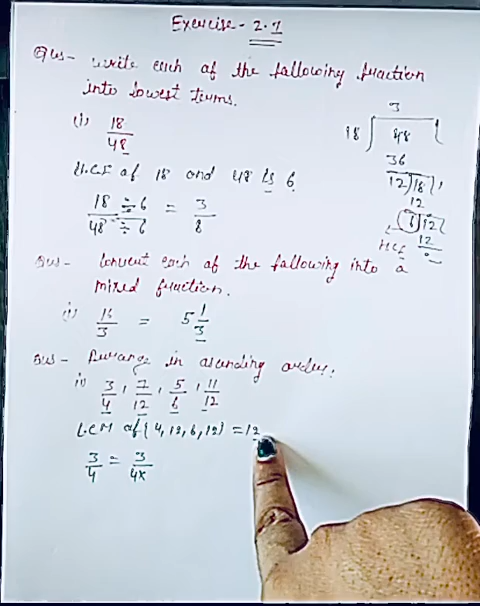 Exercise - 2.1
Qus - write each of the following fraction
into lowest terms.
(i) 18/48
H.C.F of 18 and 48 is 6
18 ÷ 6 / 48 ÷ 6 = 3/8
3
18 ) 48 (
36
12 ) 18 ( 1
12
6 ) 12 ( 2
HCF 12
0
Qus - Convert each of the following into a
mixed fraction.
(i) 16/3 = 5 1/3
Qus - Arrange in ascending order.
i) 3/4, 7/12, 5/6, 11/12
LCM of (4, 12, 6, 12) = 12
3/4 = 3/4x